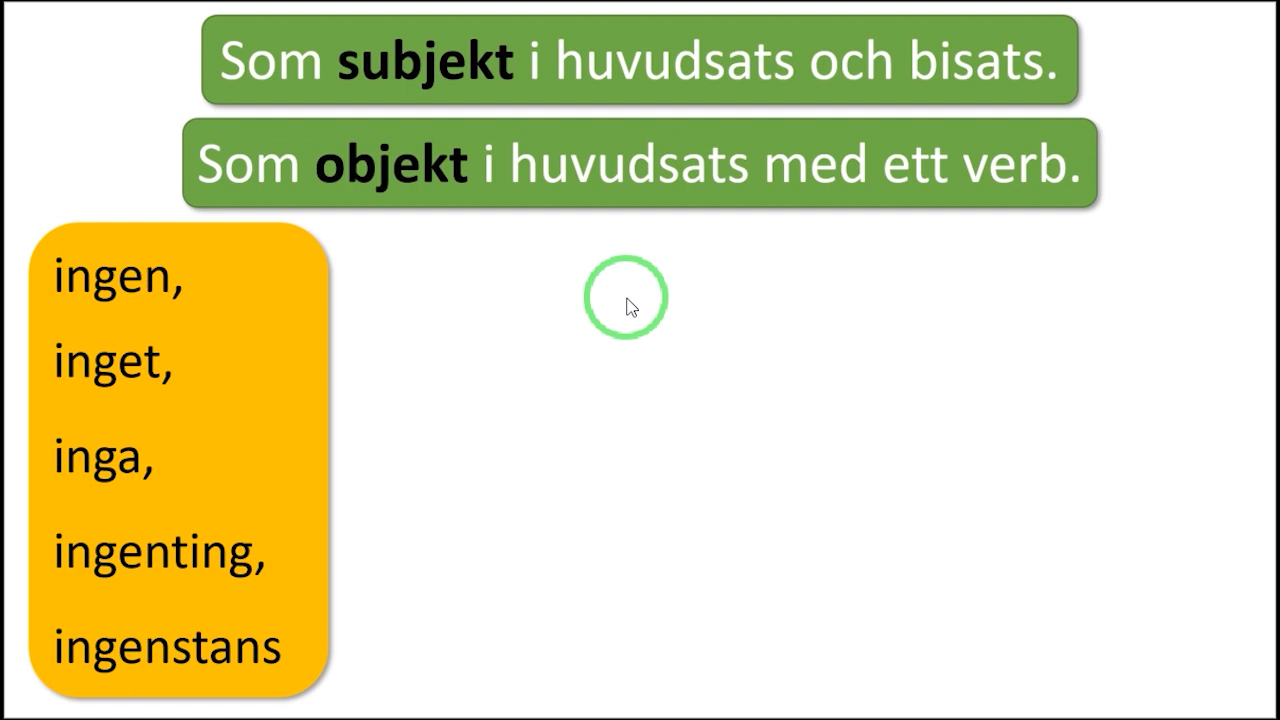 Som subjekt i huvudsats och bisats.
Som objekt i huvudsats med ett verb.
ingen,
inget,
inga,
ingenting,
ingenstans